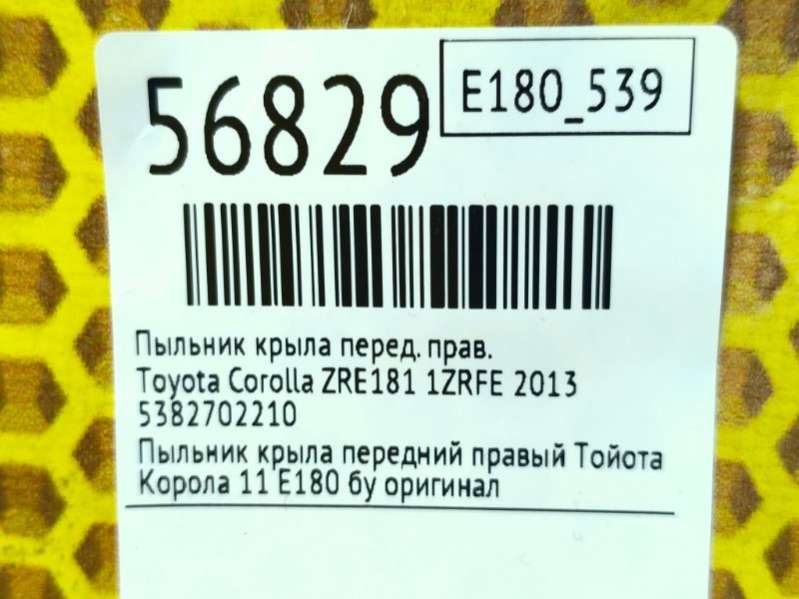 56829
E180_539
Пыльник крыла перед. прав.
Toyota Corolla ZRE181 1ZRFE 2013
5382702210
Пыльник крыла передний правый Тойота
Корола 11 Е180 бу оригинал